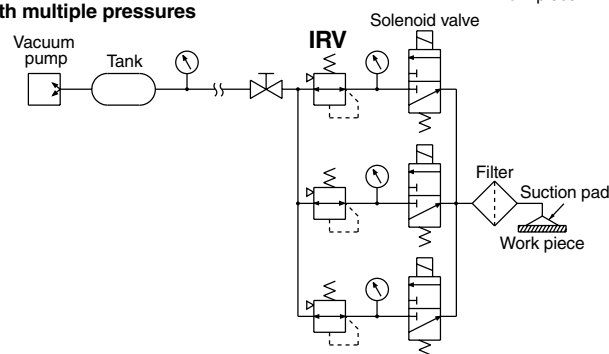 th multiple pressures
Solenoid valve
Vacuum
pump
Tank
IRV
Filter
Suction pad
Work piece